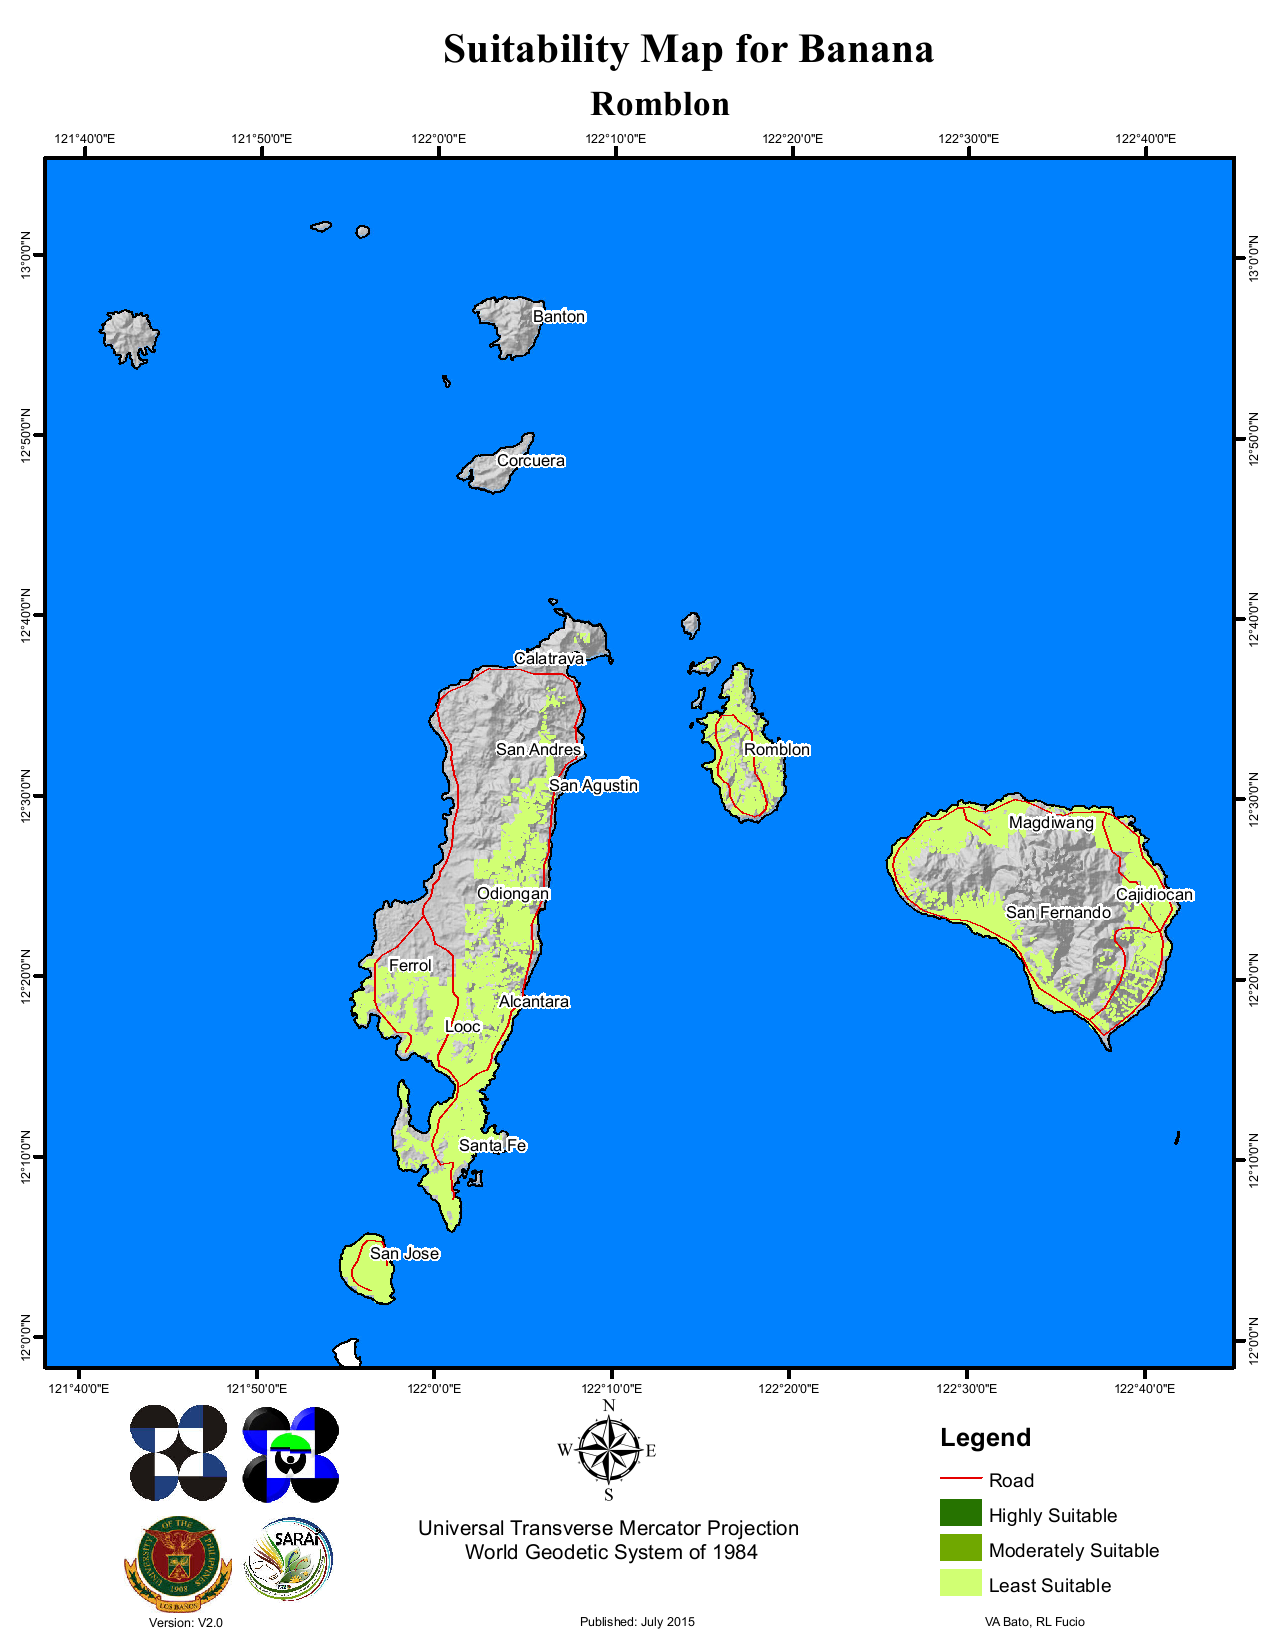 Suitability Map for Banana
Romblon
121°40'0"E 121°50'0"E 122°0'0"E 122°10'0"E 122°20'0"E 122°30'0"E 122°40'0"E
13°0'0"N 13°0'0"N
Banton
12°50'0"N 12°50'0"N
Corcuera
12°40'0"N 12°40'0"N
Calatrava
San Andres
Romblon
San Agustin
12°30'0"N 12°30'0"N
Magdiwang
Odiongan
Cajidiocan
San Fernando
Ferrol
12°20'0"N 12°20'0"N
Alcantara
Looc
Santa Fe
12°10'0"N 12°10'0"N
San Jose
12°0'0"N 12°0'0"N
121°40'0"E 121°50'0"E 122°0'0"E 122°10'0"E 122°20'0"E 122°30'0"E 122°40'0"E
N
W E
S
Legend
Road
Highly Suitable
Moderately Suitable
Least Suitable
Universal Transverse Mercator Projection
World Geodetic System of 1984
UNIVERSITY OF THE PHILIPPINES
1908
LOS BAÑOS
SARAi
Version: V2.0
Published: July 2015
VA Bato, RL Fucio